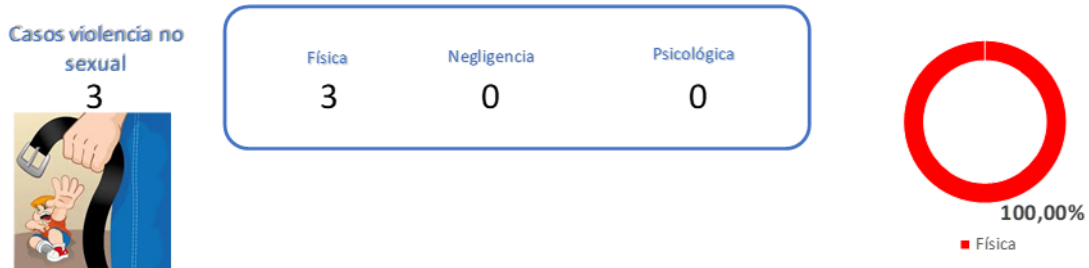 Casos violencia no
sexual
3
Física
3
Negligencia
0
Psicológica
0
100,00%
Física